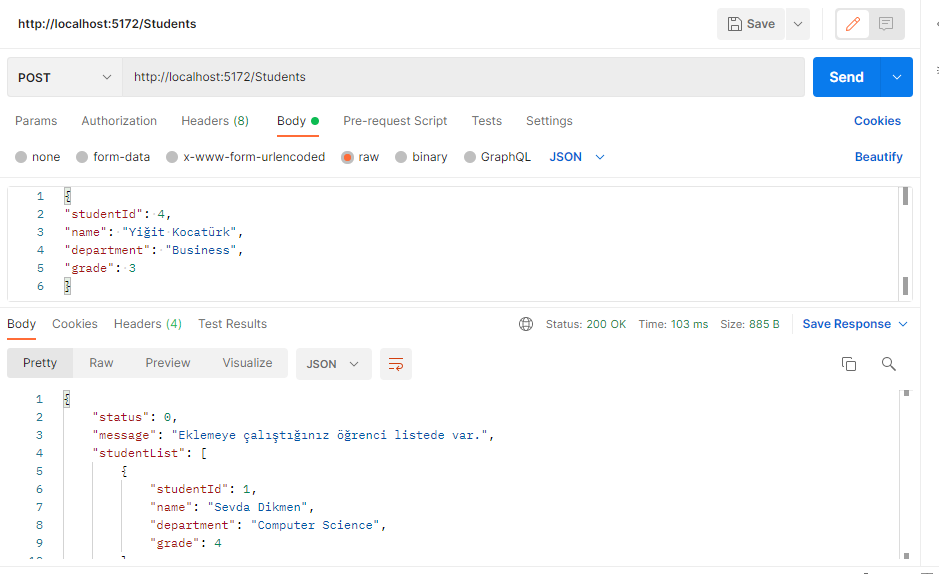 http://localhost:5172/Students Save
POST http://localhost:5172/Students Send
Params Authorization Headers (8) Body Pre-request Script Tests Settings Cookies
none form-data x-www-form-urlencoded raw binary GraphQL JSON Beautify
1 {
2 "studentId": 4,
3 "name": "Yiğit Kocatürk",
4 "department": "Business",
5 "grade": 3
6 }
Body Cookies Headers (4) Test Results Status: 200 OK Time: 103 ms Size: 885 B Save Response
Pretty Raw Preview Visualize JSON
1 {
2 "status": 0,
3 "message": "Eklemeye çalıştığınız öğrenci listede var.",
4 "studentList": [
5 {
6 "studentId": 1,
7 "name": "Sevda Dikmen",
8 "department": "Computer Science",
9 "grade": 4